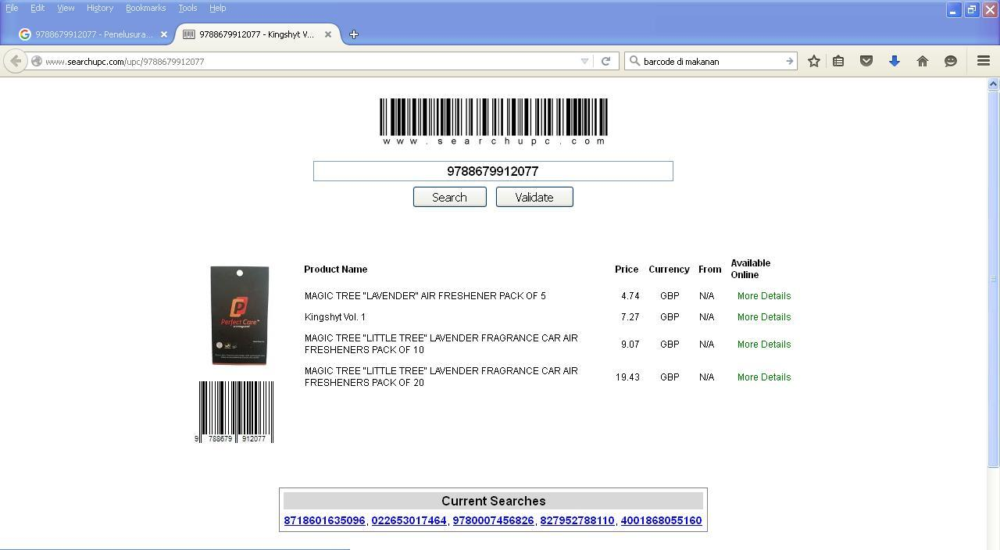 File Edit View History Bookmarks Tools Help
9788679912077 - Penelusura... 9788679912077 - Kingshyt V...
www.searchupc.com/upc/9788679912077 barcode di makanan
www.searchupc.com
9788679912077
Search Validate
Product Name Price Currency From Available Online
MAGIC TREE "LAVENDER" AIR FRESHENER PACK OF 5 4.74 GBP N/A More Details
Kingshyt Vol. 1 7.27 GBP N/A More Details
MAGIC TREE "LITTLE TREE" LAVENDER FRAGRANCE CAR AIR
FRESHENERS PACK OF 10 9.07 GBP N/A More Details
MAGIC TREE "LITTLE TREE" LAVENDER FRAGRANCE CAR AIR
FRESHENERS PACK OF 20 19.43 GBP N/A More Details
Perfect Care™
9 788679 912077
Current Searches
8718601635096, 022653017464, 9780007456826, 827952788110, 4001868055160